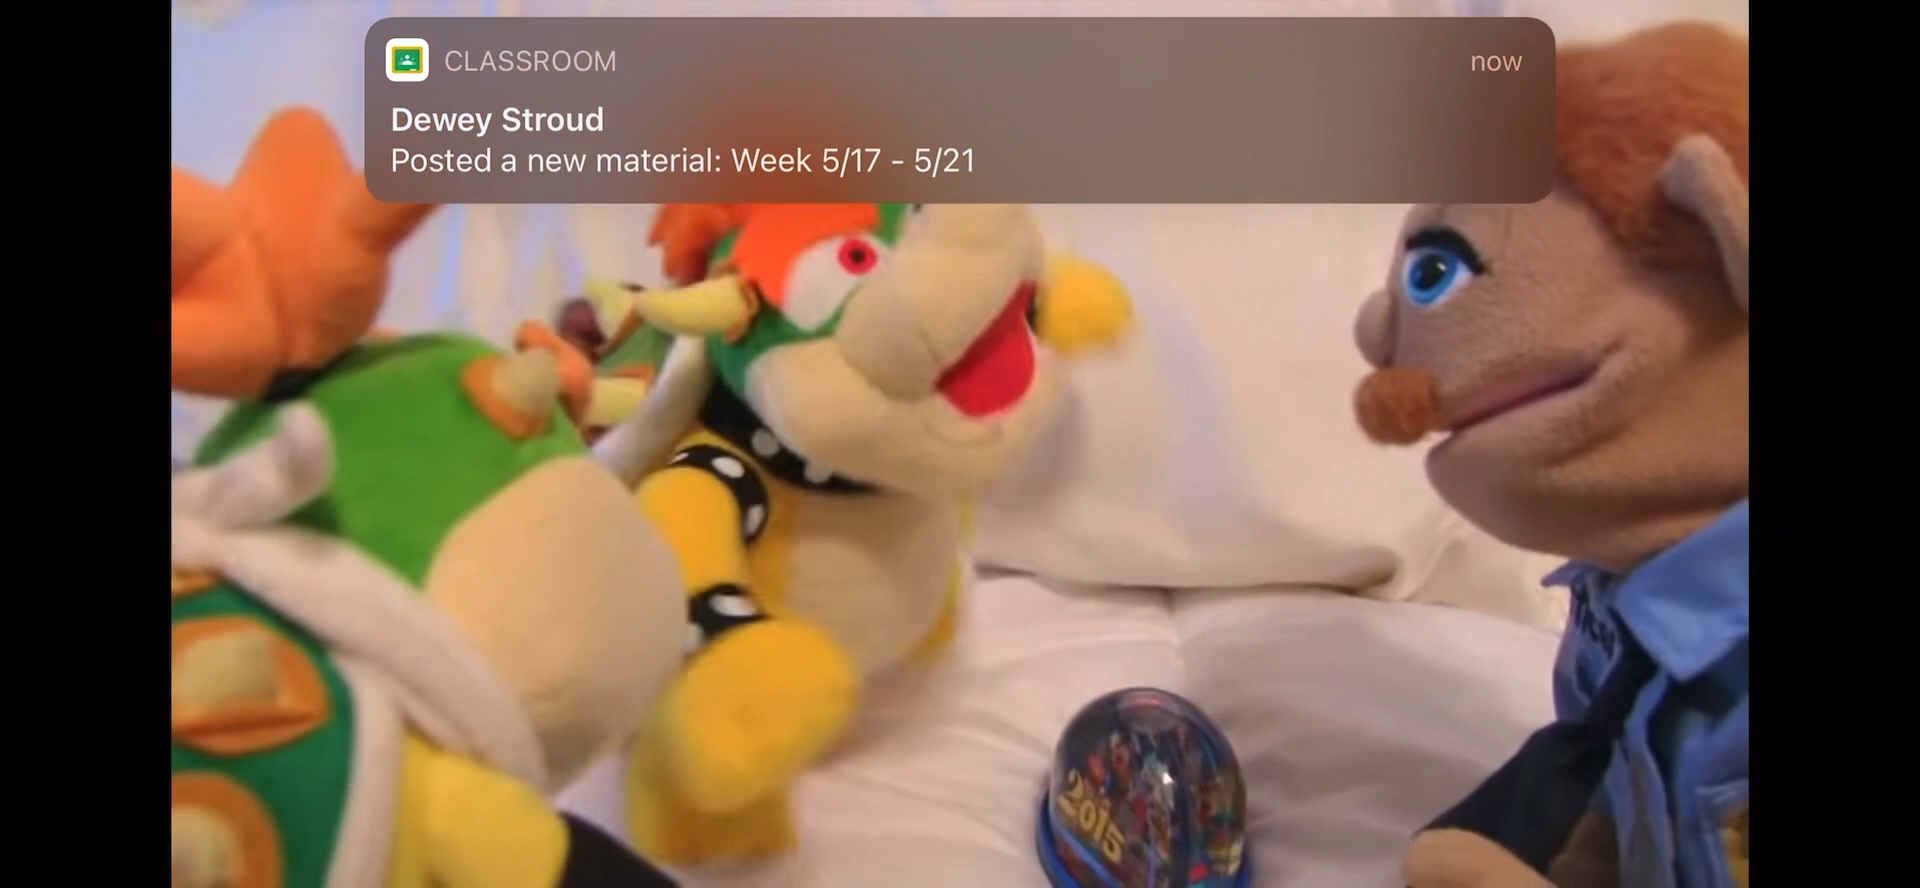 CLASSROOM
now
Dewey Stroud
Posted a new material: Week 5/17 - 5/21
2015